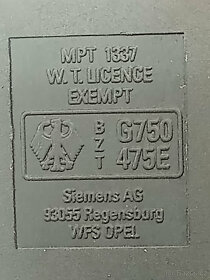 MPT 1337
W. T. LICENCE
EXEMPT
B G750
Z
T 475E
Siemens AG
93055 Regensburg
WFS OPEL